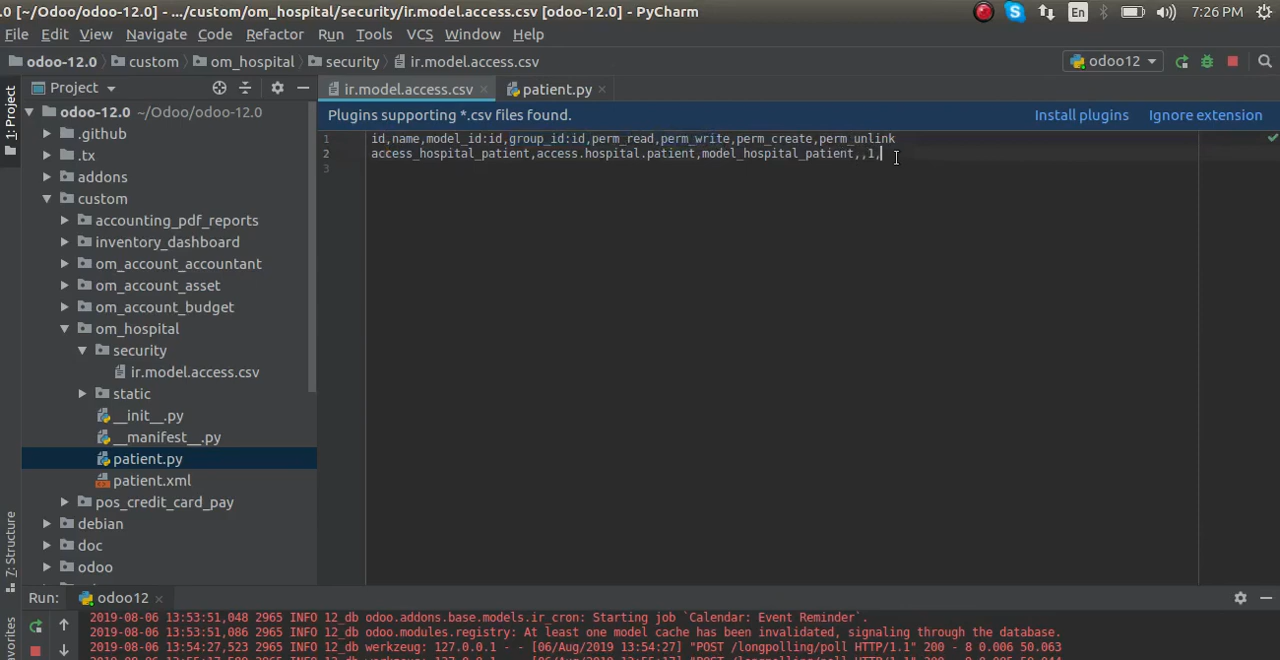 .0 [~/Odoo/odoo-12.0] - .../custom/om_hospital/security/ir.model.access.csv [odoo-12.0] - PyCharm
En
7:26 PM
File Edit View Navigate Code Refactor Run Tools VCS Window Help
odoo-12.0 custom om_hospital security ir.model.access.csv
odoo12
1: Project
Project
ir.model.access.csv
patient.py
Plugins supporting *.csv files found.
Install plugins
Ignore extension
odoo-12.0 ~/Odoo/odoo-12.0
.github
.tx
addons
custom
accounting_pdf_reports
inventory_dashboard
om_account_accountant
om_account_asset
om_account_budget
om_hospital
security
ir.model.access.csv
static
__init__.py
__manifest__.py
patient.py
patient.xml
pos_credit_card_pay
debian
doc
odoo
1 id,name,model_id:id,group_id:id,perm_read,perm_write,perm_create,perm_unlink
2 access_hospital_patient,access.hospital.patient,model_hospital_patient,,1,
3
7: Structure
Run: odoo12
2019-08-06 13:53:51,048 2965 INFO 12_db odoo.addons.base.models.ir_cron: Starting job `Calendar: Event Reminder`.
2019-08-06 13:53:51,086 2965 INFO 12_db odoo.modules.registry: At least one model cache has been invalidated, signaling through the database.
2019-08-06 13:54:27,523 2965 INFO 12_db werkzeug: 127.0.0.1 - - [06/Aug/2019 13:54:27] "POST /longpolling/poll HTTP/1.1" 200 - 8 0.006 50.063